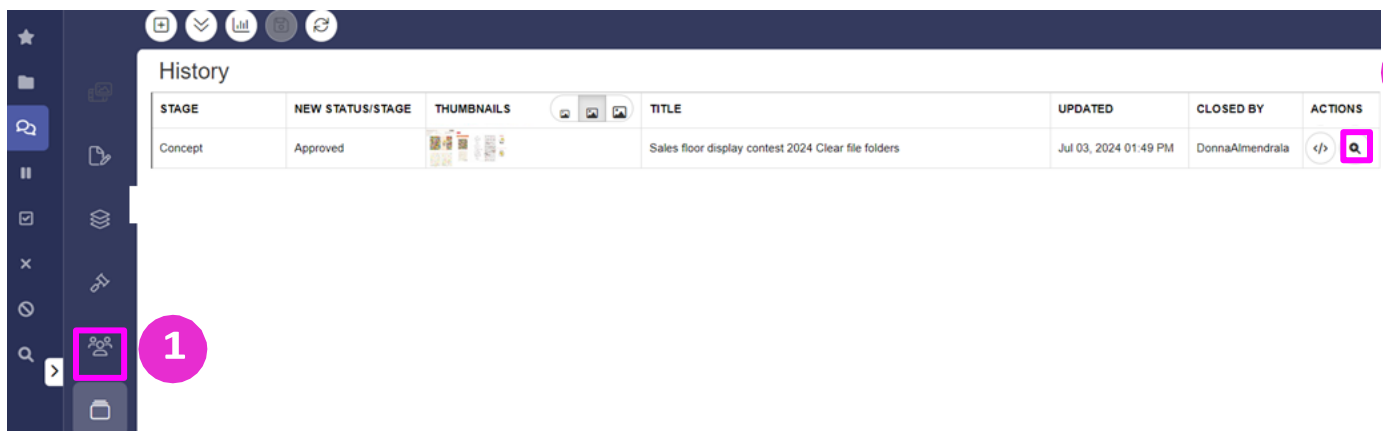 History
STAGE NEW STATUS/STAGE THUMBNAILS TITLE UPDATED CLOSED BY ACTIONS
Concept Approved Sales floor display contest 2024 Clear file folders Jul 03, 2024 01:49 PM DonnaAlmendrala </>
1